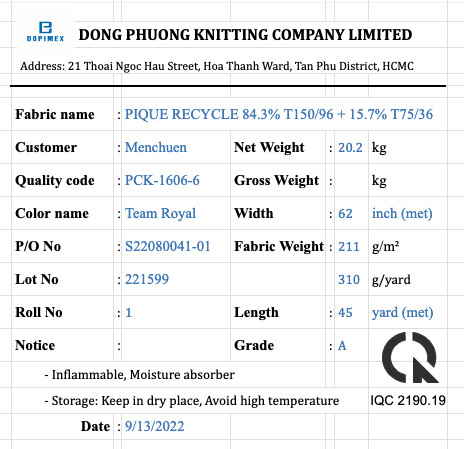 DOPIMEX
DONG PHUONG KNITTING COMPANY LIMITED
Address: 21 Thoai Ngoc Hau Street, Hoa Thanh Ward, Tan Phu District, HCMC
Fabric name : PIQUE RECYCLE 84.3% T150/96 + 15.7% T75/36
Customer : Menchuen Net Weight : 20.2 kg
Quality code : PCK-1606-6 Gross Weight : kg
Color name : Team Royal Width : 62 inch (met)
P/O No : S22080041-01 Fabric Weight : 211 g/m²
Lot No : 221599 310 g/yard
Roll No : 1 Length : 45 yard (met)
Notice : Grade : A
- Inflammable, Moisture absorber
- Storage: Keep in dry place, Avoid high temperature IQC 2190.19
Date : 9/13/2022